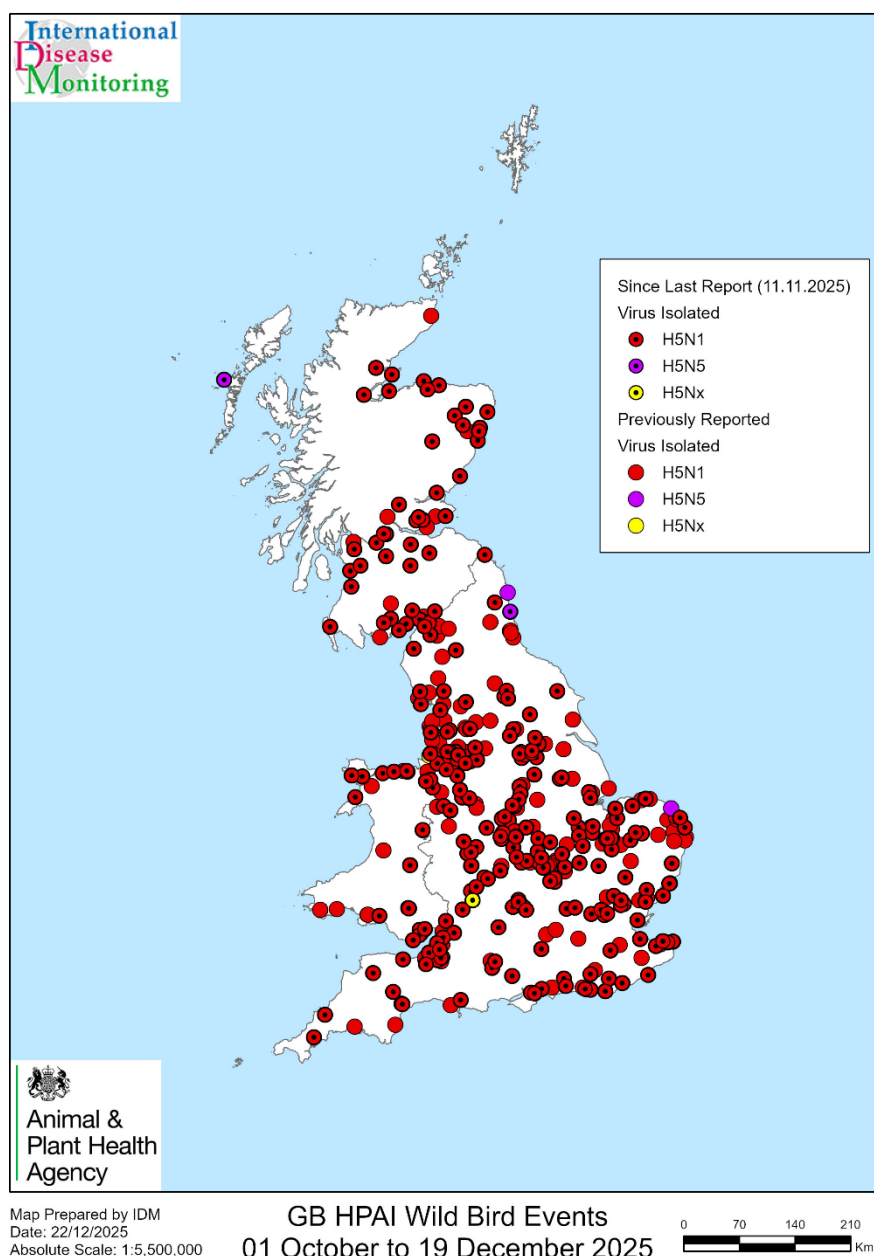 International
Disease
Monitoring
Since Last Report (11.11.2025)
Virus Isolated
H5N1
H5N5
H5Nx
Previously Reported
Virus Isolated
H5N1
H5N5
H5Nx
Animal &
Plant Health
Agency
Map Prepared by IDM
Date: 22/12/2025
Absolute Scale: 1:5,500,000
GB HPAI Wild Bird Events
01 October to 19 December 2025
0 70 140 210
Km